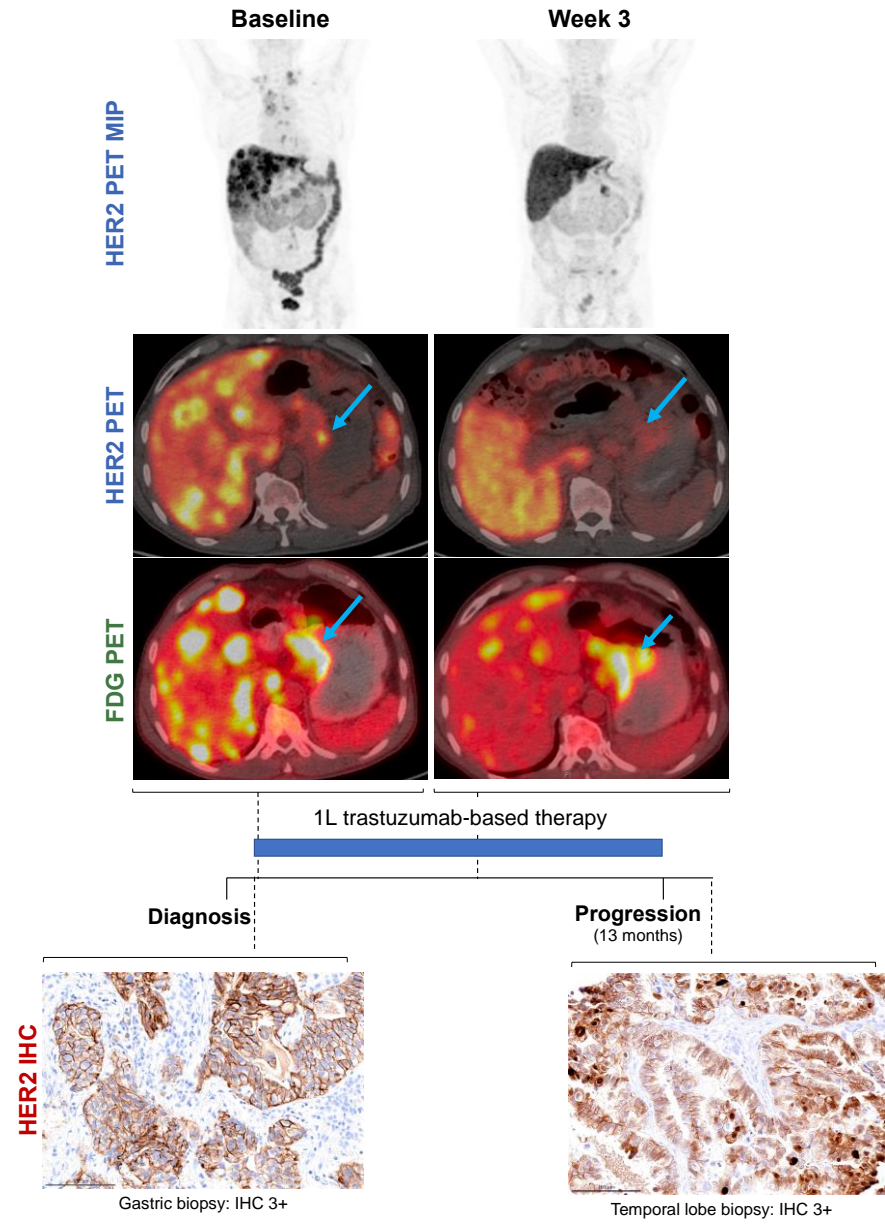 Baseline
Week 3
HER2 PET MIP
HER2 PET
FDG PET
1L trastuzumab-based therapy
Diagnosis
Progression
(13 months)
HER2 IHC
Gastric biopsy: IHC 3+
Temporal lobe biopsy: IHC 3+